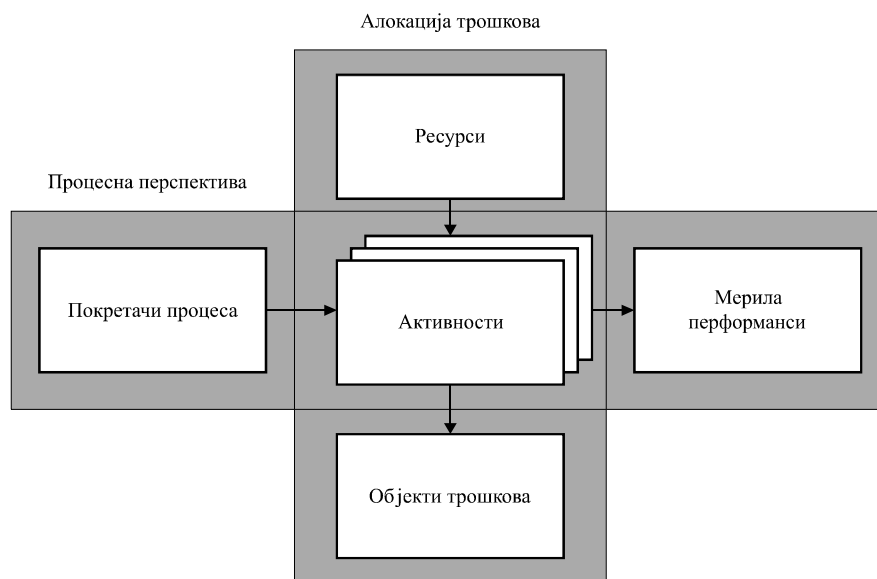 Алокација трошкова
Ресурси
Процесна перспектива
Покретачи процеса
Активности
Мерила
перформанси
Објекти трошкова